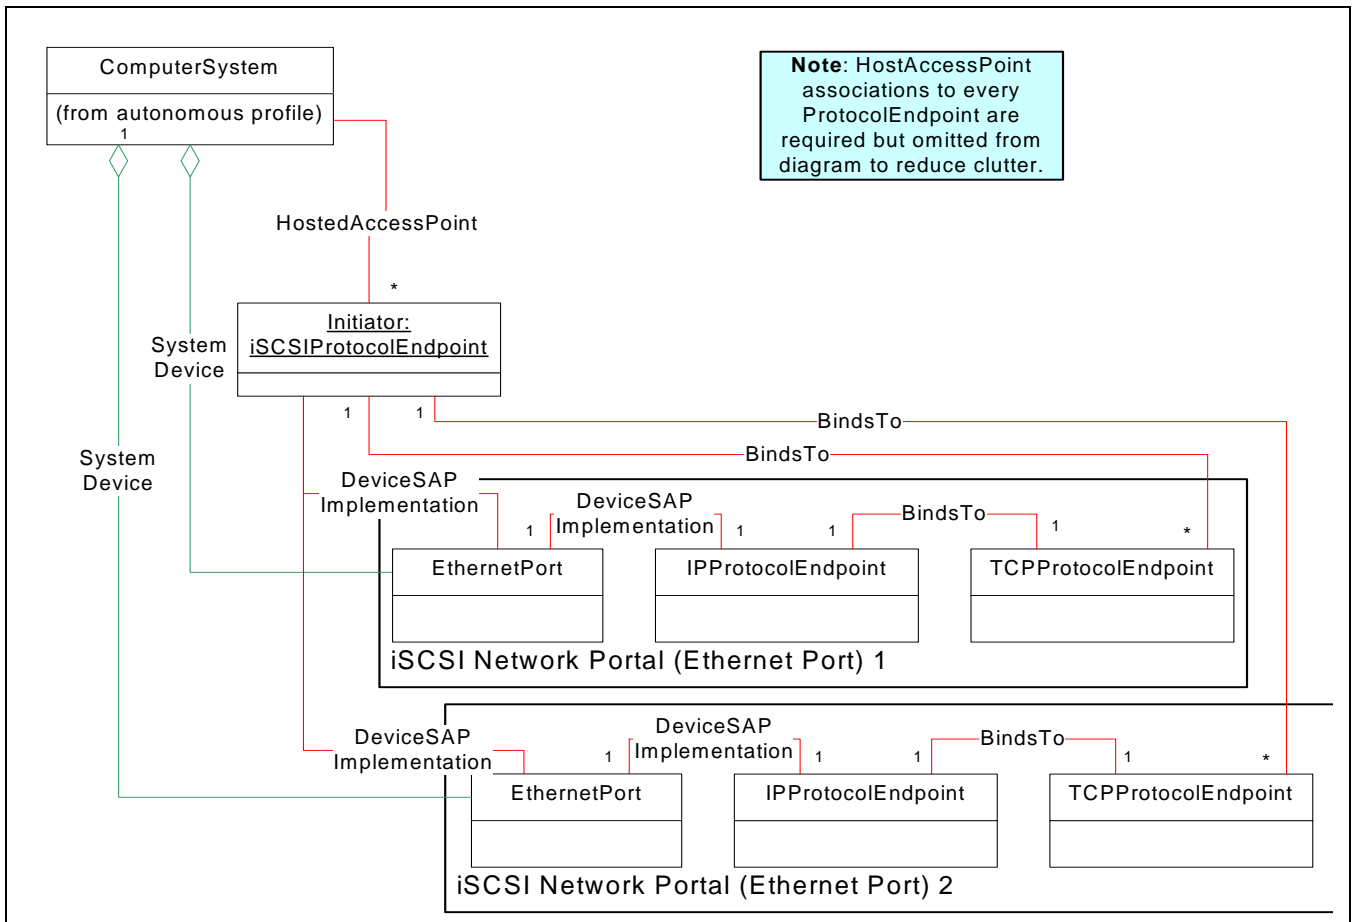 ComputerSystem
(from autonomous profile)
1
Note: HostAccessPoint
associations to every
ProtocolEndpoint are
required but omitted from
diagram to reduce clutter.
HostedAccessPoint
*
Initiator:
iSCSIProtocolEndpoint
System
Device
1
1
BindsTo
BindsTo
System
Device
DeviceSAP
Implementation
DeviceSAP
Implementation
BindsTo
1
1
1
1
*
EthernetPort
IPProtocolEndpoint
TCPProtocolEndpoint
iSCSI Network Portal (Ethernet Port) 1
DeviceSAP
Implementation
DeviceSAP
Implementation
BindsTo
1
1
1
1
*
EthernetPort
IPProtocolEndpoint
TCPProtocolEndpoint
iSCSI Network Portal (Ethernet Port) 2